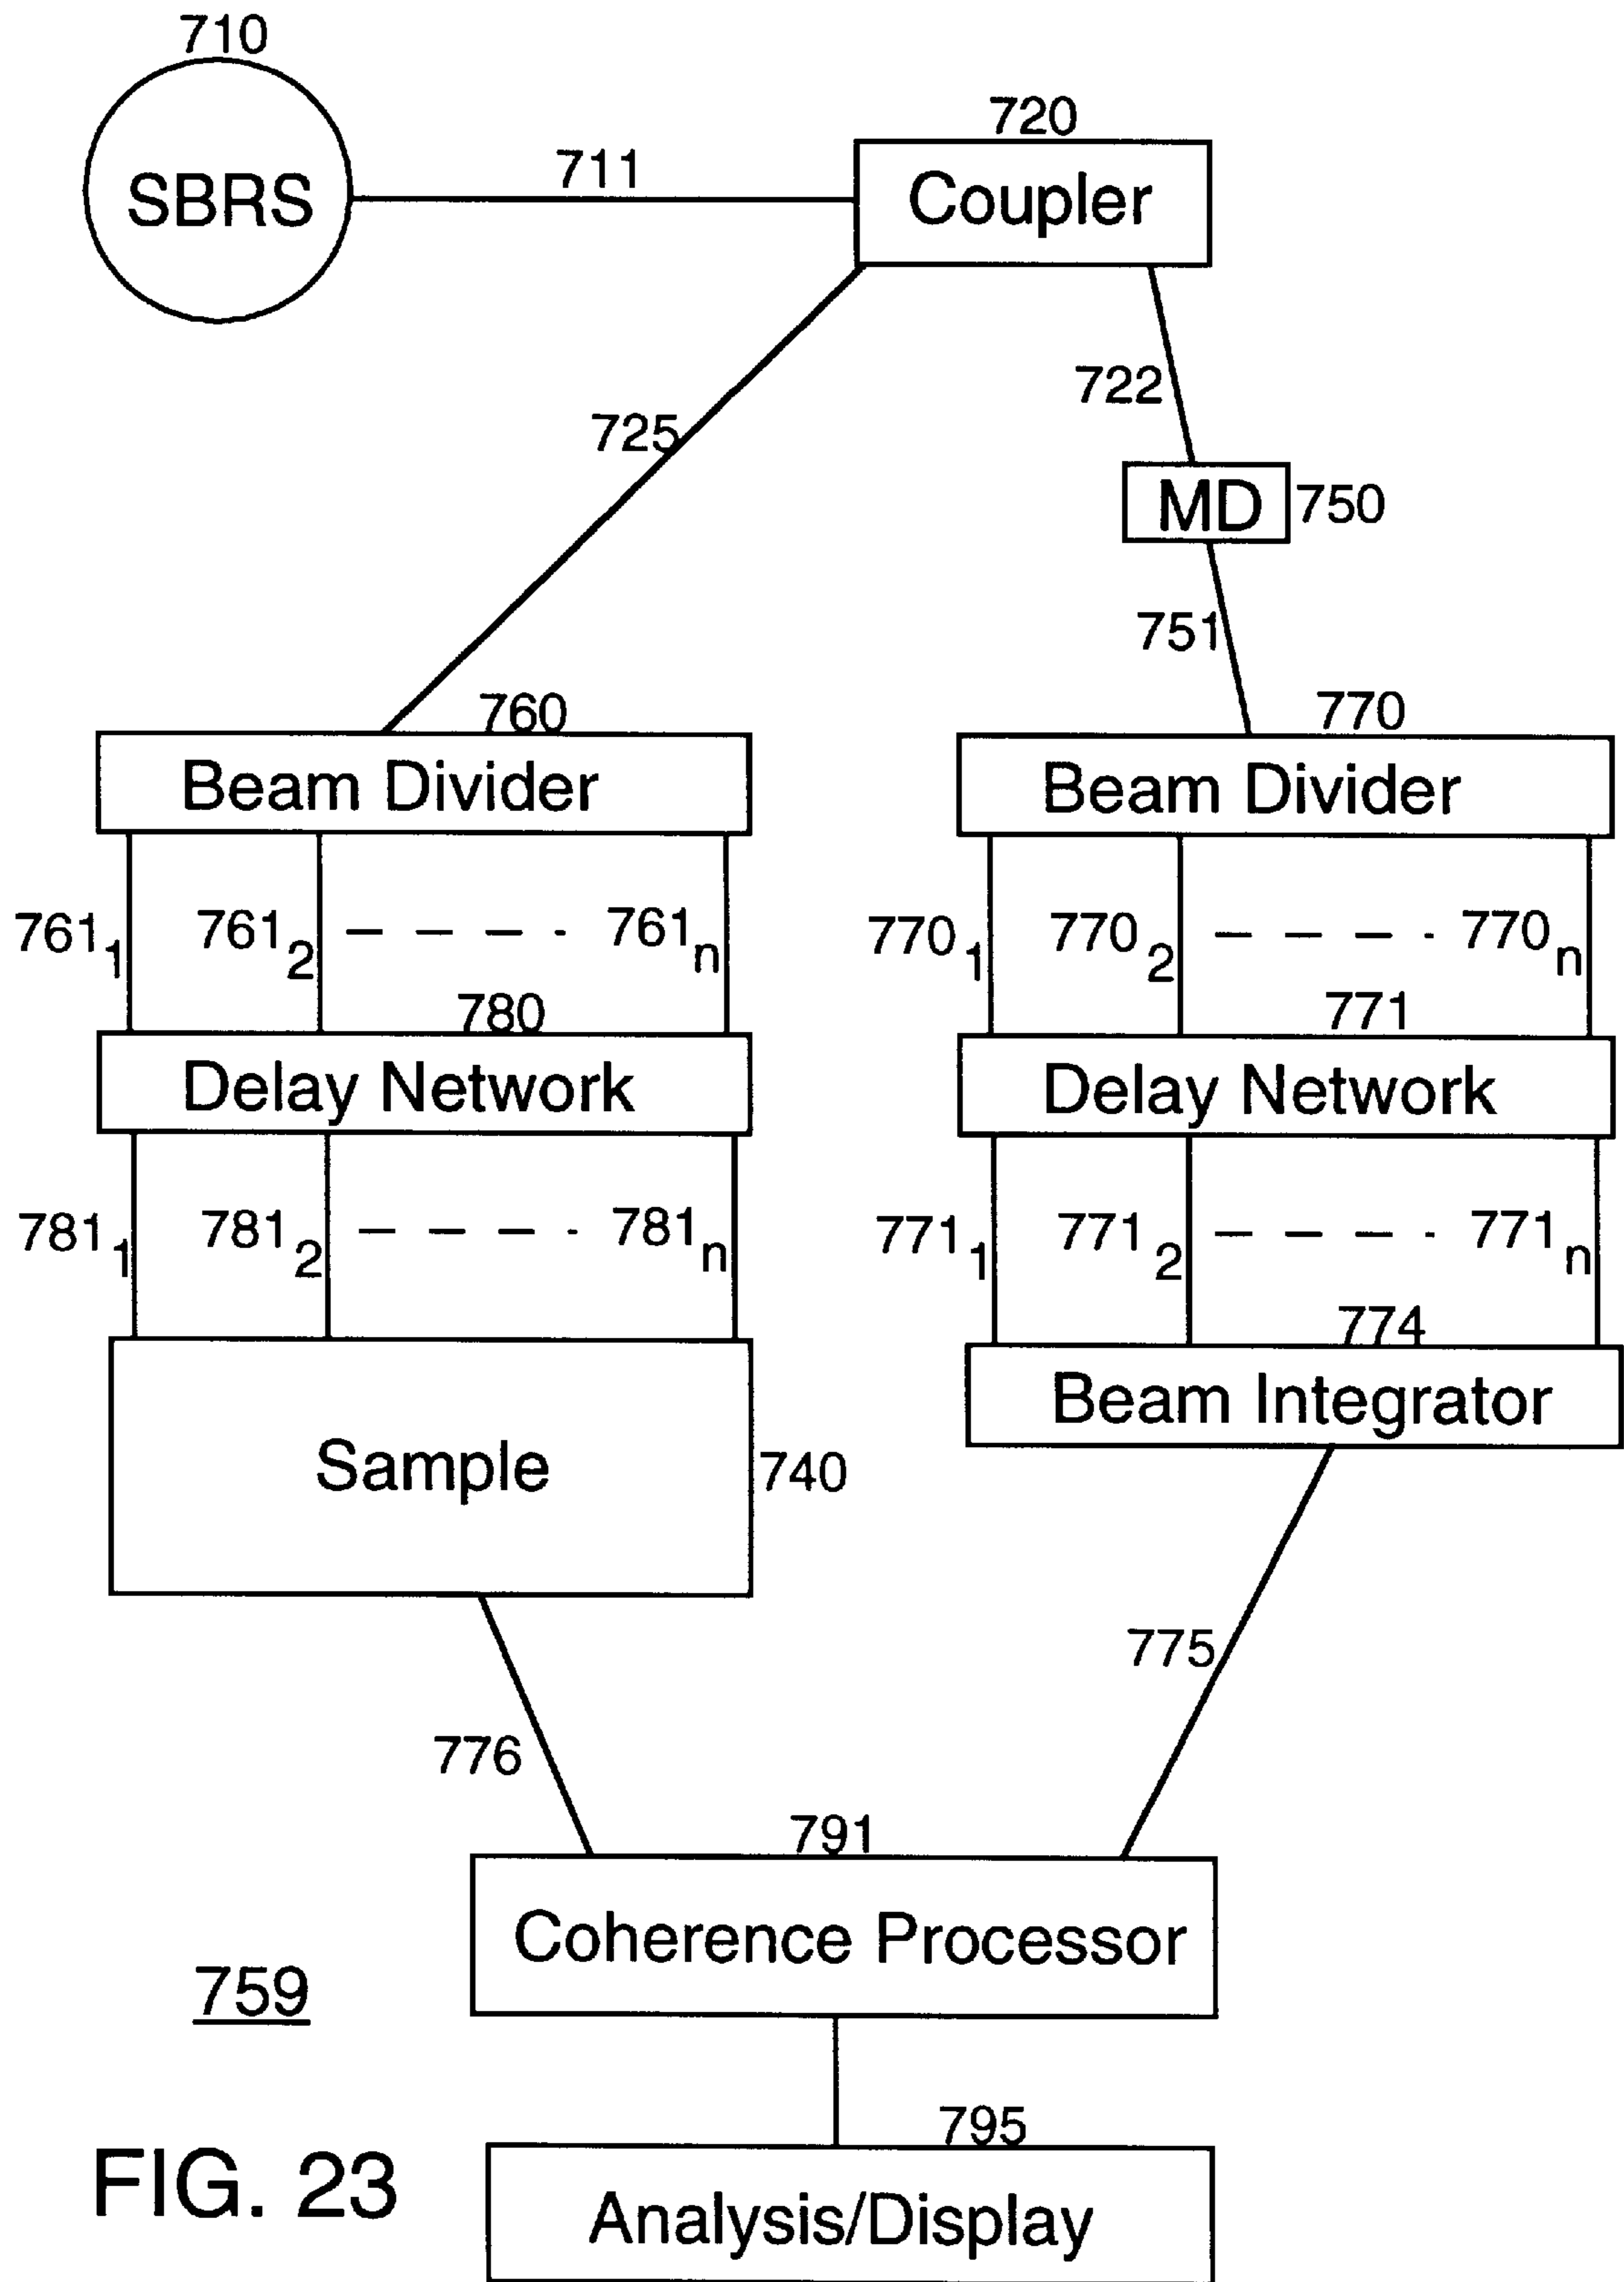 710
SBRS
711
720
Coupler
725
722
MD
750
751
760
Beam Divider
770
Beam Divider
761₁
761₂
761ₙ
770₁
770₂
770ₙ
780
Delay Network
771
Delay Network
781₁
781₂
781ₙ
771₁
771₂
771ₙ
774
Beam Integrator
Sample
740
775
776
791
Coherence Processor
759
795
Analysis/Display
FIG. 23